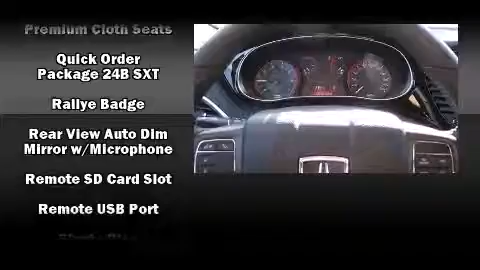 Premium Cloth Seats
Quick Order
Package 24B SXT
Rallye Badge
Rear View Auto Dim
Mirror w/Microphone
Remote SD Card Slot
Remote USB Port